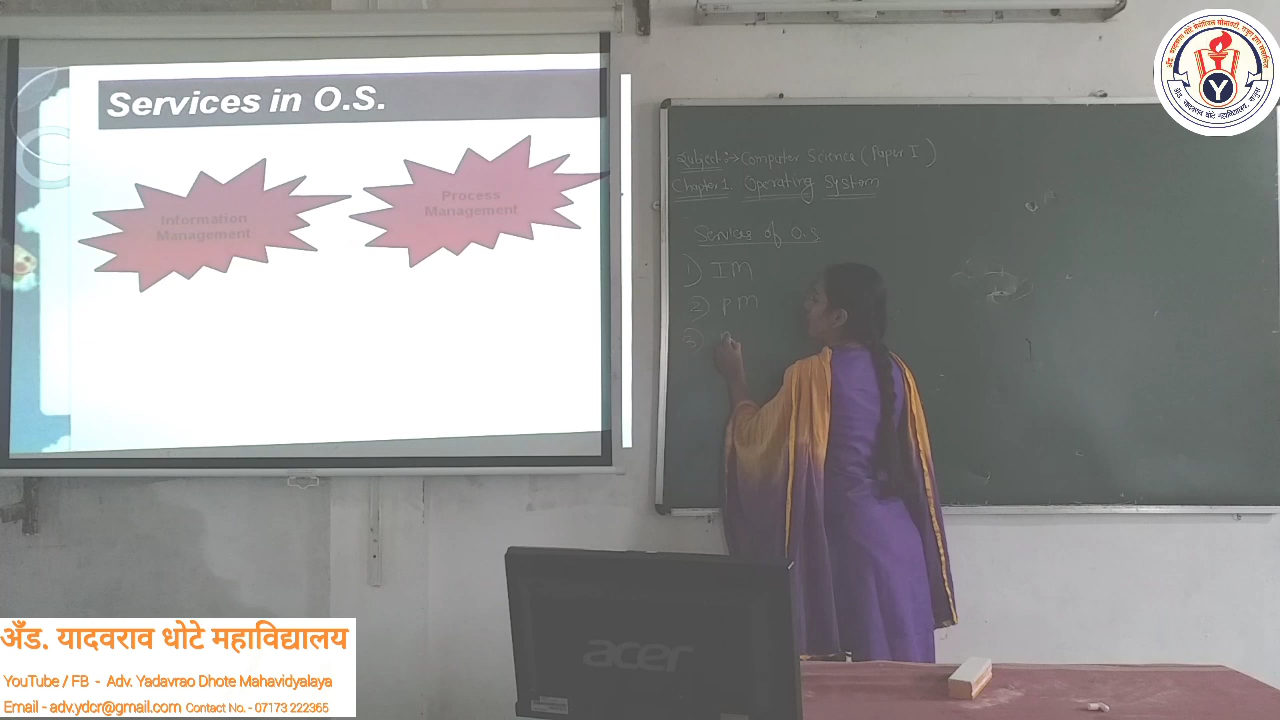 Services in O.S.
Information
Management
Process
Management
Subject :-> Computer Science (Paper I)
Chapter 1. Operating System
Services of O.S
1) IM
2) PM
3)
acer
Y
अँड. यादवराव धोटे महाविद्यालय
YouTube / FB - Adv. Yadavrao Dhote Mahavidyalaya
Email - adv.ydcr@gmail.com Contact No. - 07173 222365